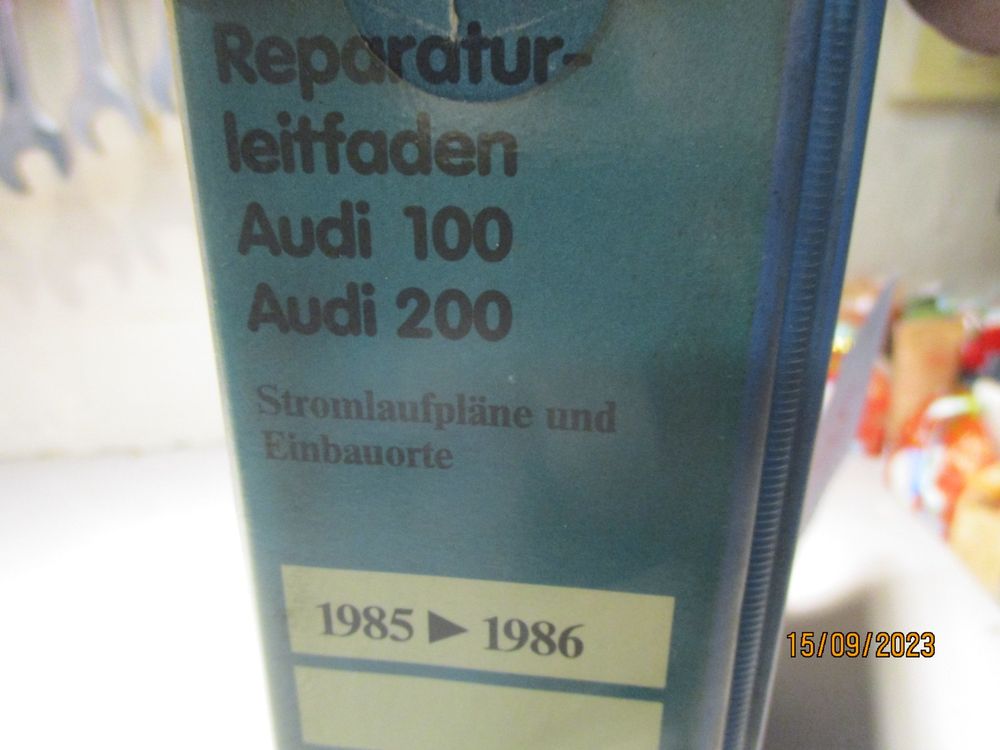 Reparatur-
leitfaden
Audi 100
Audi 200
Stromlaufpläne und
Einbauorte
1985 ▶ 1986
15/09/2023